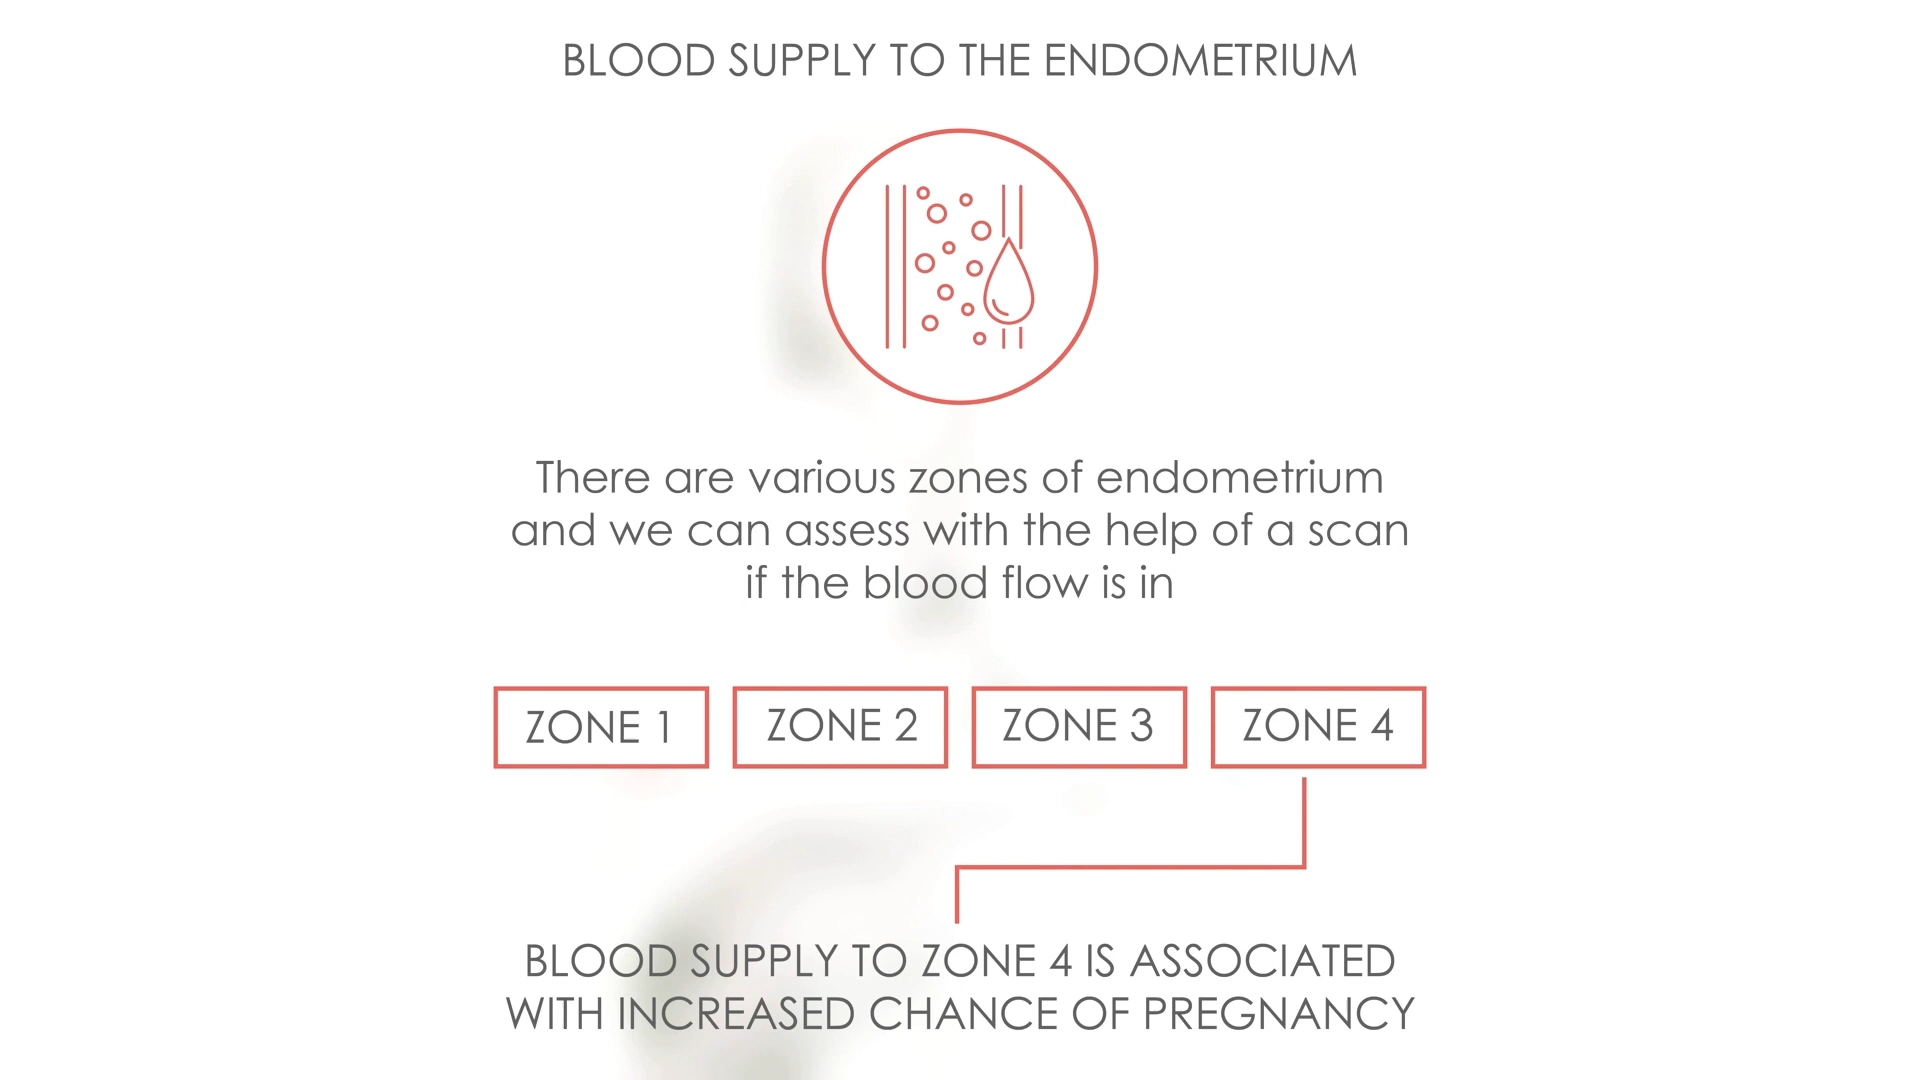 BLOOD SUPPLY TO THE ENDOMETRIUM
There are various zones of endometrium
and we can assess with the help of a scan
if the blood flow is in
ZONE 1
ZONE 2
ZONE 3
ZONE 4
BLOOD SUPPLY TO ZONE 4 IS ASSOCIATED
WITH INCREASED CHANCE OF PREGNANCY